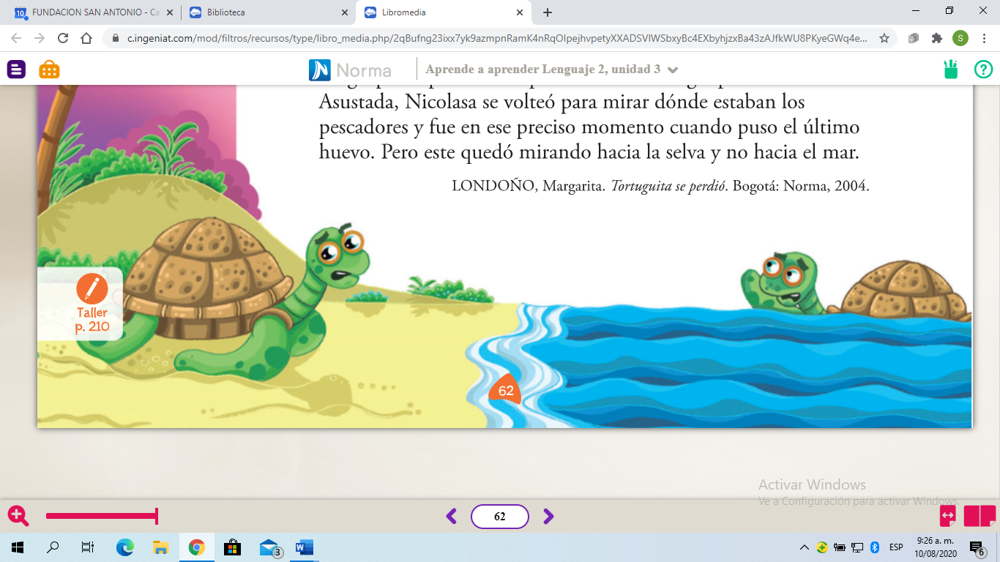 10
FUNDACION SAN ANTONIO - Ca
Biblioteca
Libromedia
c.ingeniat.com/mod/filtros/recursos/type/libro_media.php/2qBufng23ixx7yk9azmpnRamK4nRqOIpejhvpetyXXADSVlWSbxyBc4EXbyhjzxBa43zAJfkWU8PKyeGWq4e...
S
Norma
Aprende a aprender Lenguaje 2, unidad 3
Asustada, Nicolasa se volteó para mirar dónde estaban los
pescadores y fue en ese preciso momento cuando puso el último
huevo. Pero este quedó mirando hacia la selva y no hacia el mar.
LONDOÑO, Margarita. Tortuguita se perdió. Bogotá: Norma, 2004.
Taller
p. 210
62
Activar Windows
Ve a Configuración para activar Windows.
62
3
ESP
9:26 a. m.
10/08/2020
6